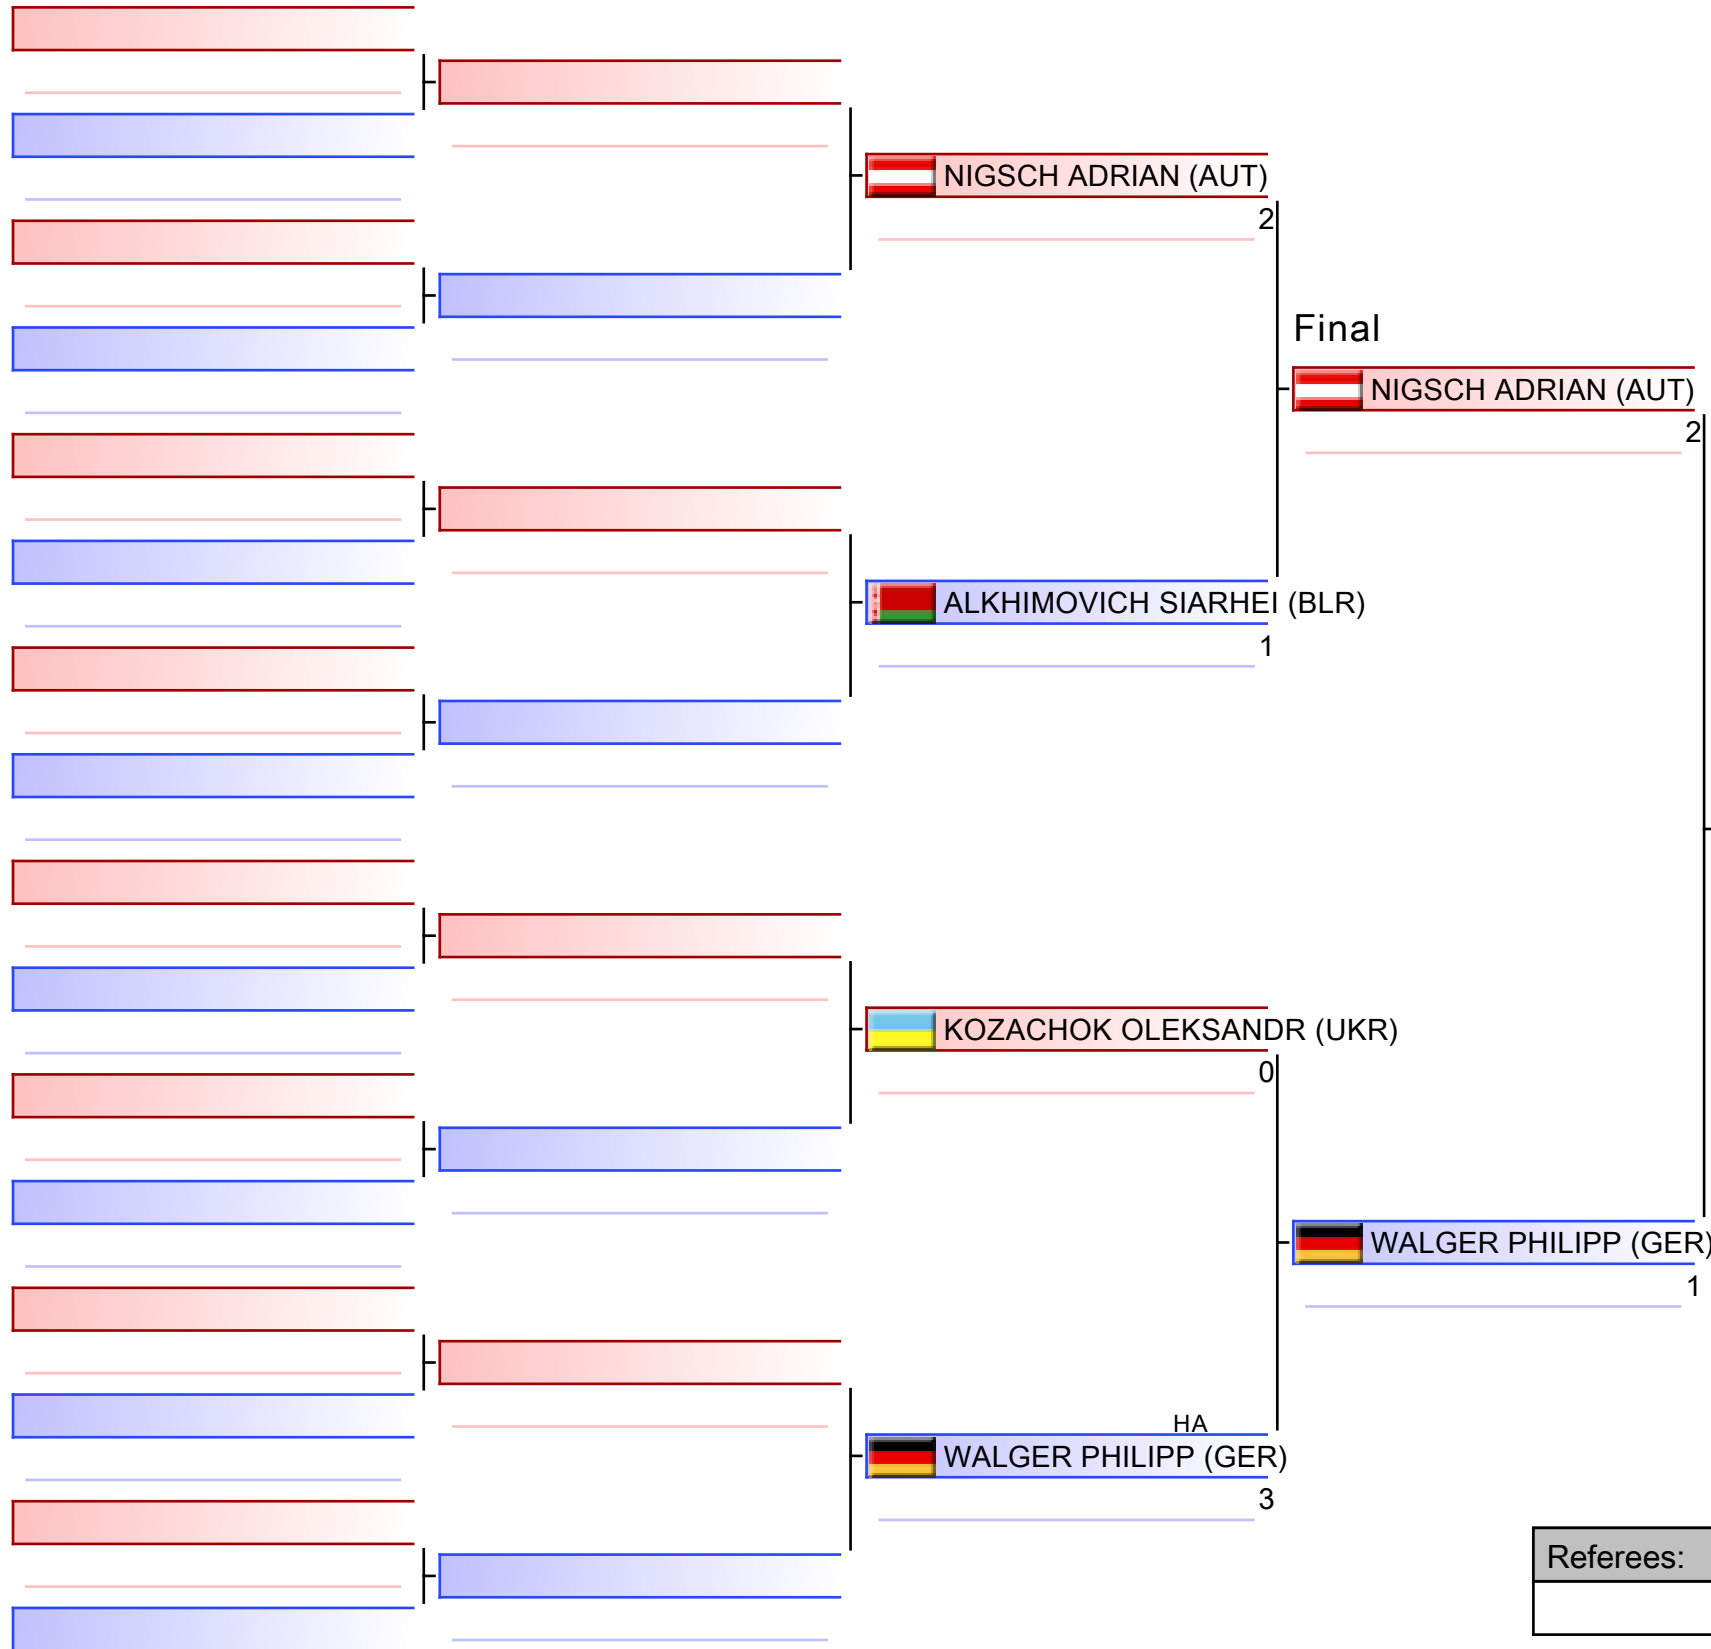 NIGSCH ADRIAN (AUT)
2
Final
NIGSCH ADRIAN (AUT)
2
ALKHIMOVICH SIARHEI (BLR)
1
KOZACHOK OLEKSANDR (UKR)
0
WALGER PHILIPP (GER)
1
HA
WALGER PHILIPP (GER)
3
Referees: